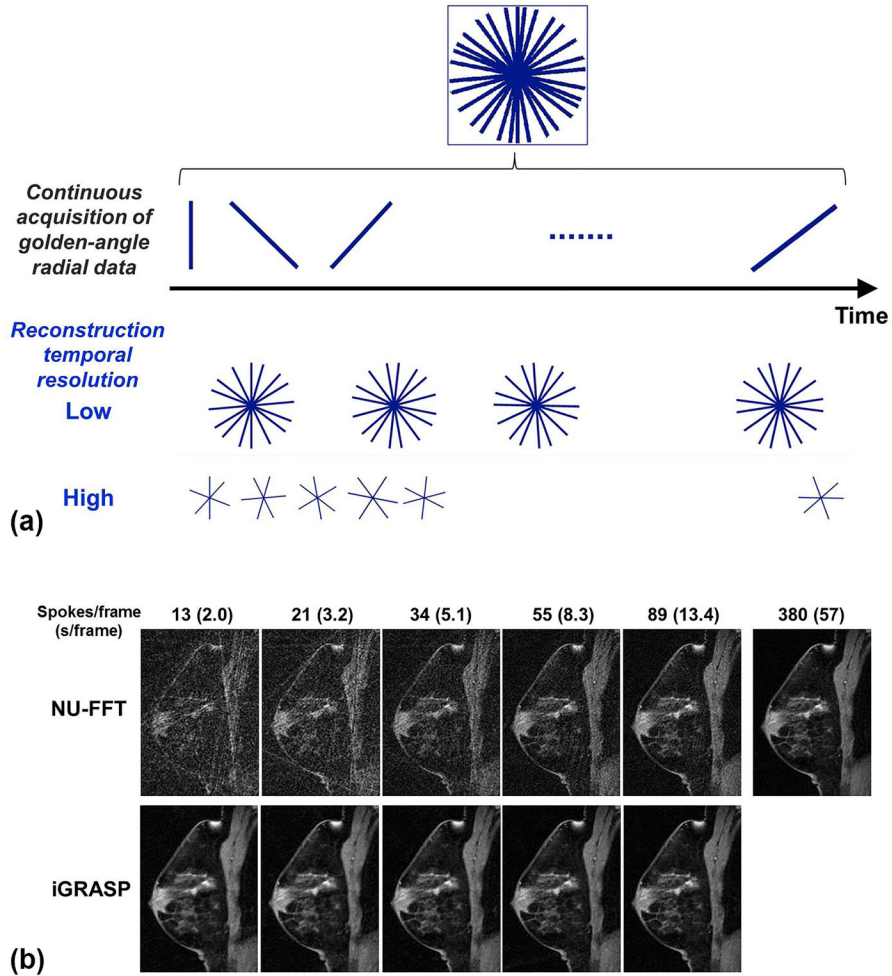 Continuous
acquisition of
golden-angle
radial data
Time
Reconstruction
temporal
resolution
Low
High
(a)
Spokes/frame
(s/frame)
13 (2.0) 21 (3.2) 34 (5.1) 55 (8.3) 89 (13.4) 380 (57)
NU-FFT
iGRASP
(b)